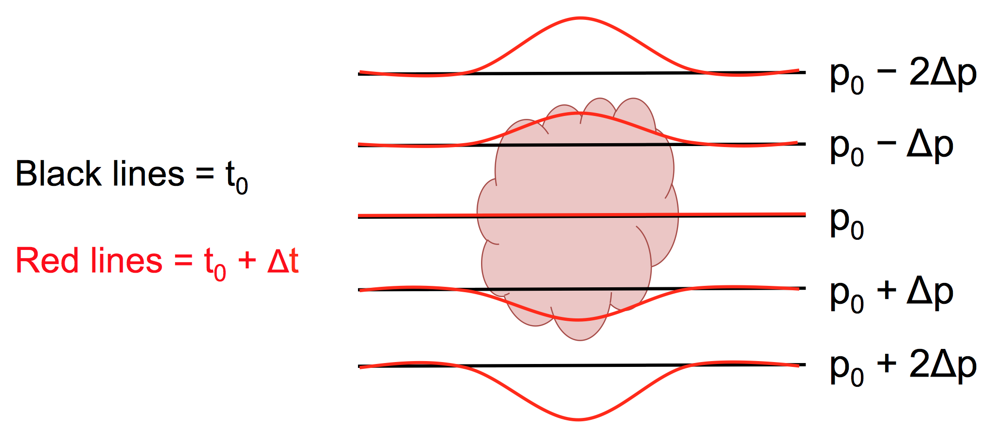 p₀ − 2Δp
p₀ − Δp
Black lines = t₀
p₀
Red lines = t₀ + Δt
p₀ + Δp
p₀ + 2Δp